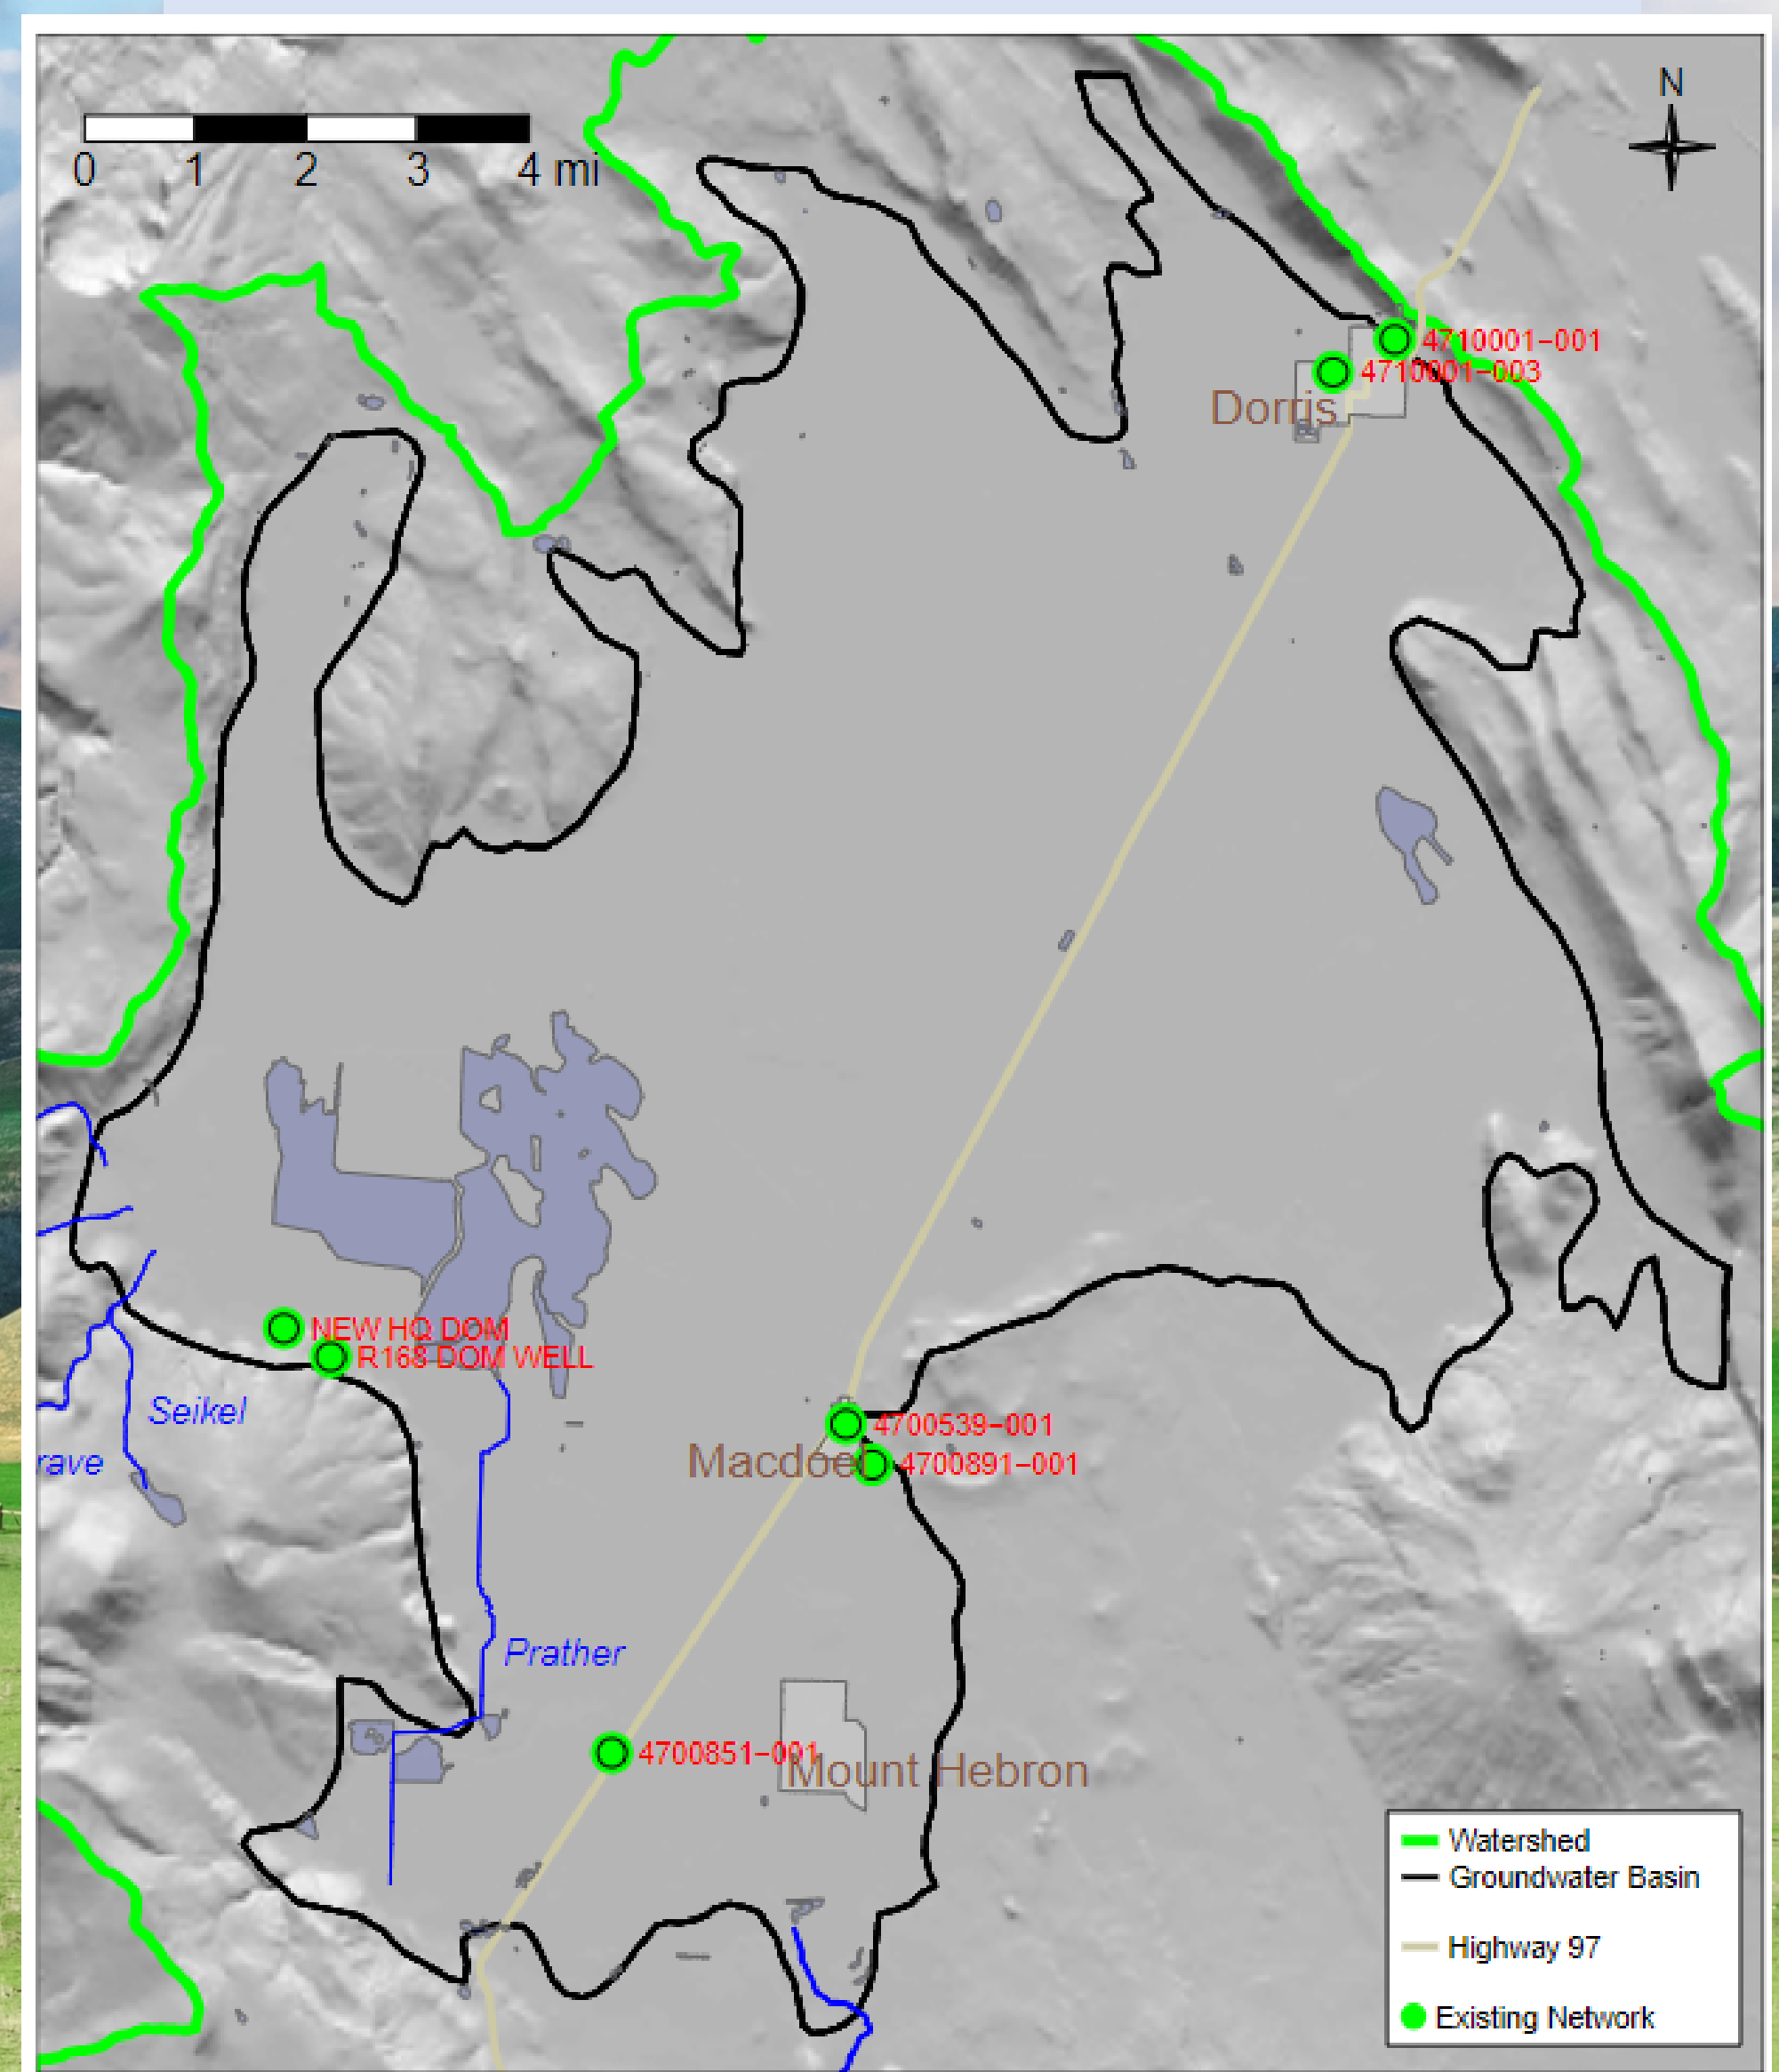 N
0 1 2 3 4 mi
4710001-001
4710001-003
Dorris
NEW HQ DOM
R168 DOM WELL
Seikel
rave
4700539-001
Macdoel
4700891-001
Prather
4700851-001
Mount Hebron
Watershed
Groundwater Basin
Highway 97
Existing Network